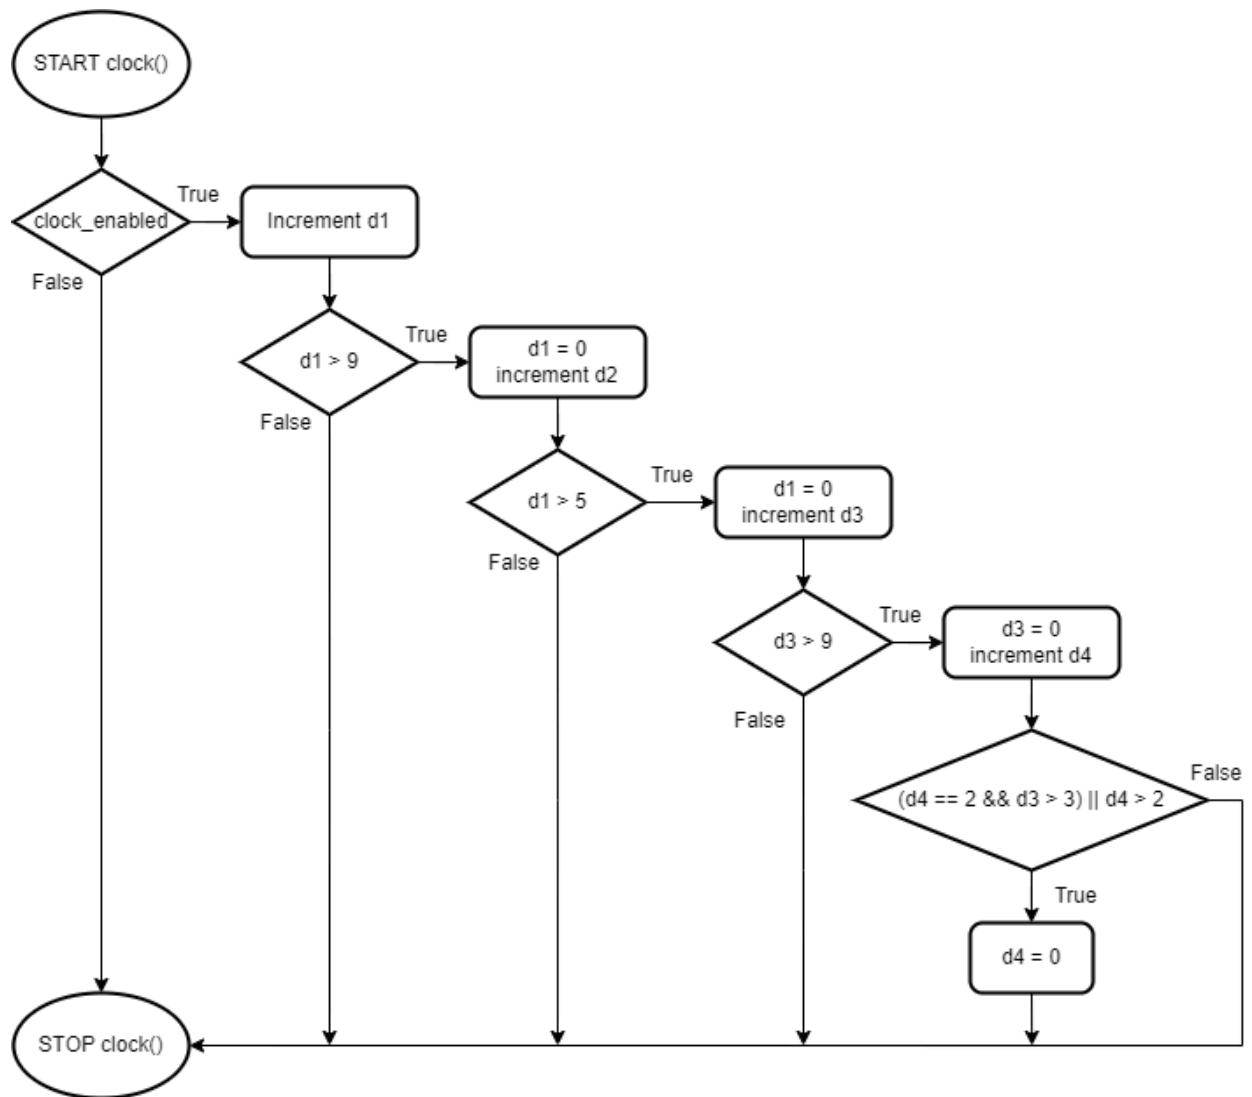 START clock()
clock_enabled
True
False
Increment d1
d1 > 9
True
False
d1 = 0
increment d2
d1 > 5
True
False
d1 = 0
increment d3
d3 > 9
True
False
d3 = 0
increment d4
(d4 == 2 && d3 > 3) || d4 > 2
False
True
d4 = 0
STOP clock()